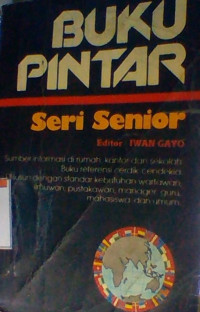 BUKU
PINTAR
Seri Senior
Editor IWAN GAYO
Sumber informasi di rumah, kantor dan sekolah
Buku referensi cerdik cendekia
disusun dengan standar kebutuhan wartawan,
ilmuwan, pustakawan, manager, guru,
mahasiswa dan umum.